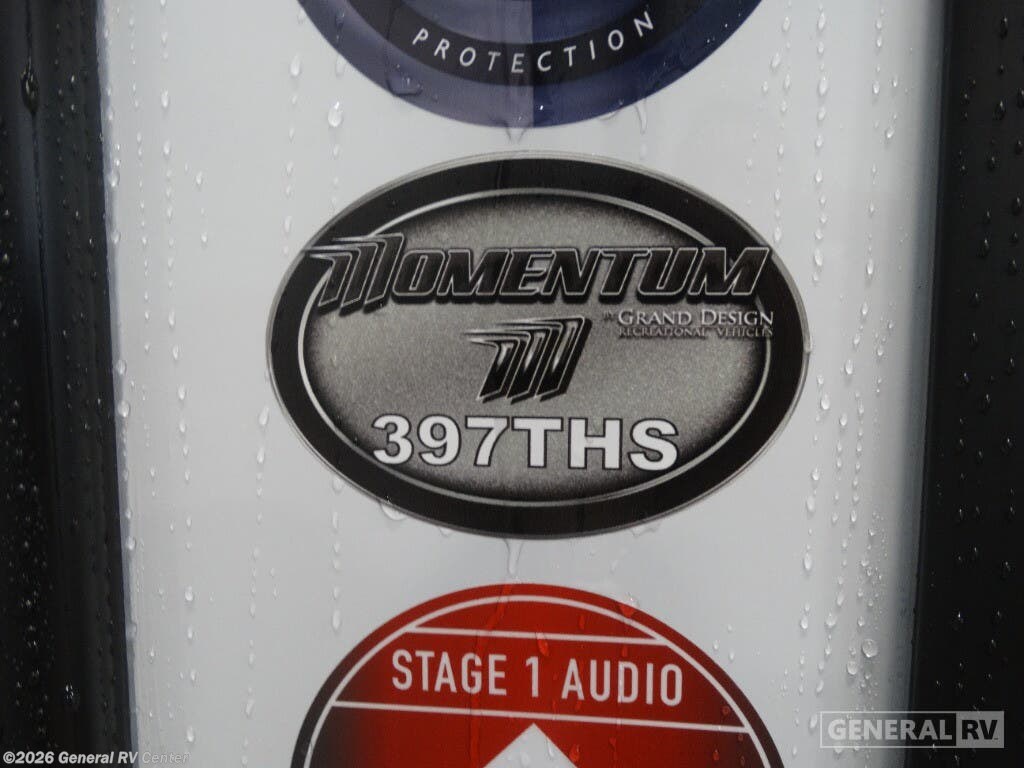 PROTECTION
MOMENTUM
BY GRAND DESIGN
RECREATIONAL VEHICLES
397THS
STAGE 1 AUDIO
GENERAL RV
©2026 General RV Center